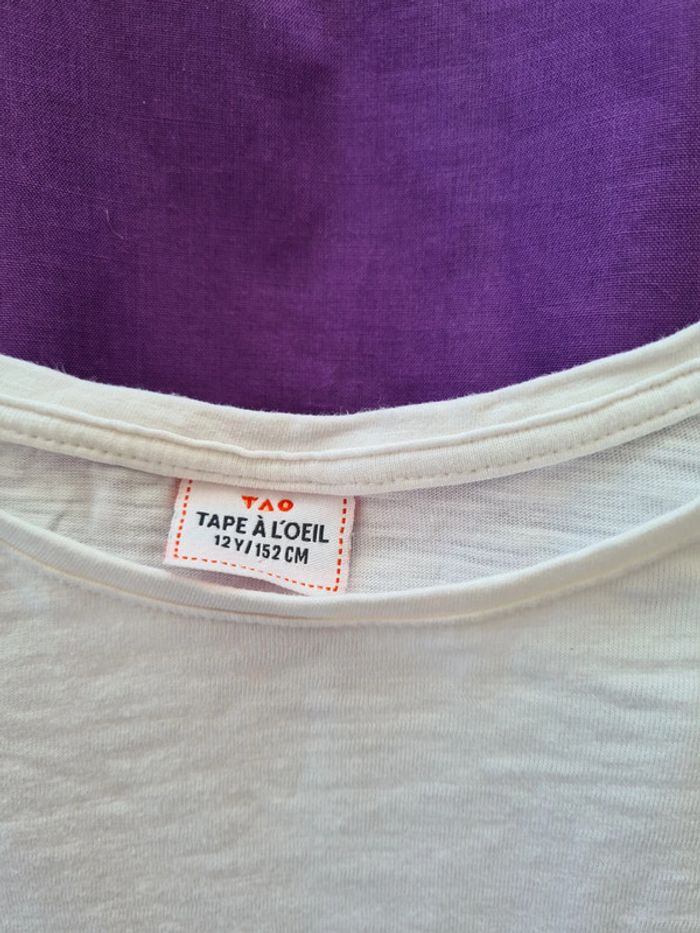 TAO
TAPE À L'OEIL
12 Y/152 CM